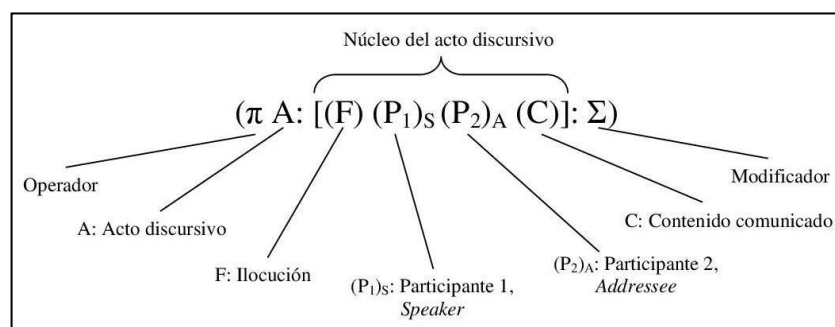 Núcleo del acto discursivo
(π A: [(F) (P₁)ₛ (P₂)ₐ (C)]: Σ)
Operador
Modificador
A: Acto discursivo
C: Contenido comunicado
F: Ilocución
(P₁)ₛ: Participante 1,
Speaker
(P₂)ₐ: Participante 2,
Addressee